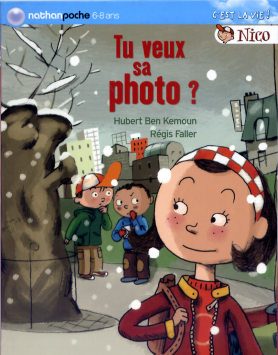 nathanpoche 6-8 ans
C'EST LA VIE !
Nico
Tu veux
sa
photo ?
Hubert Ben Kemoun
Régis Faller